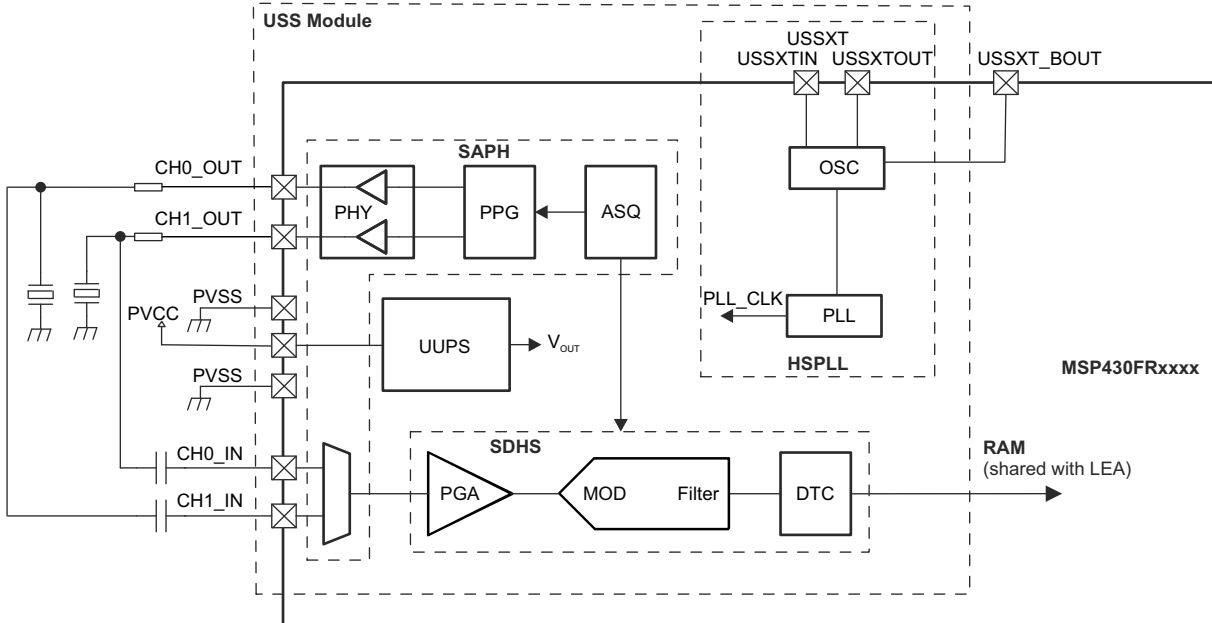 USS Module
USSXT
USSXTIN
USSXTOUT
USSXT_BOUT
CH0_OUT
SAPH
OSC
PHY
PPG
ASQ
CH1_OUT
PVSS
PVCC
PLL_CLK
PLL
UUPS
VOUT
HSPLL
PVSS
MSP430FRxxxx
SDHS
RAM
(shared with LEA)
CH0_IN
PGA
MOD
Filter
DTC
CH1_IN